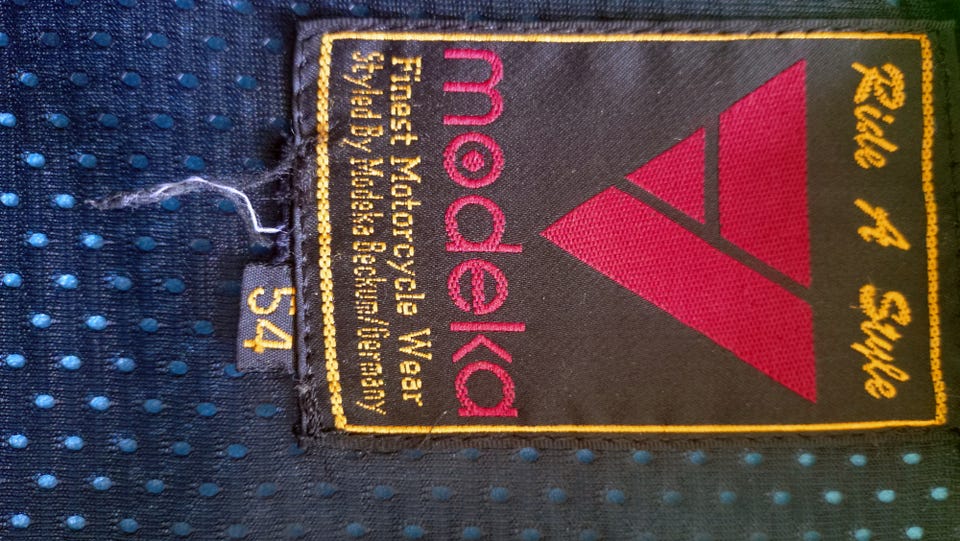 Ride A Style
modeka
Finest Motorcycle Wear
Styled By Modeka Beckum/Germany
54